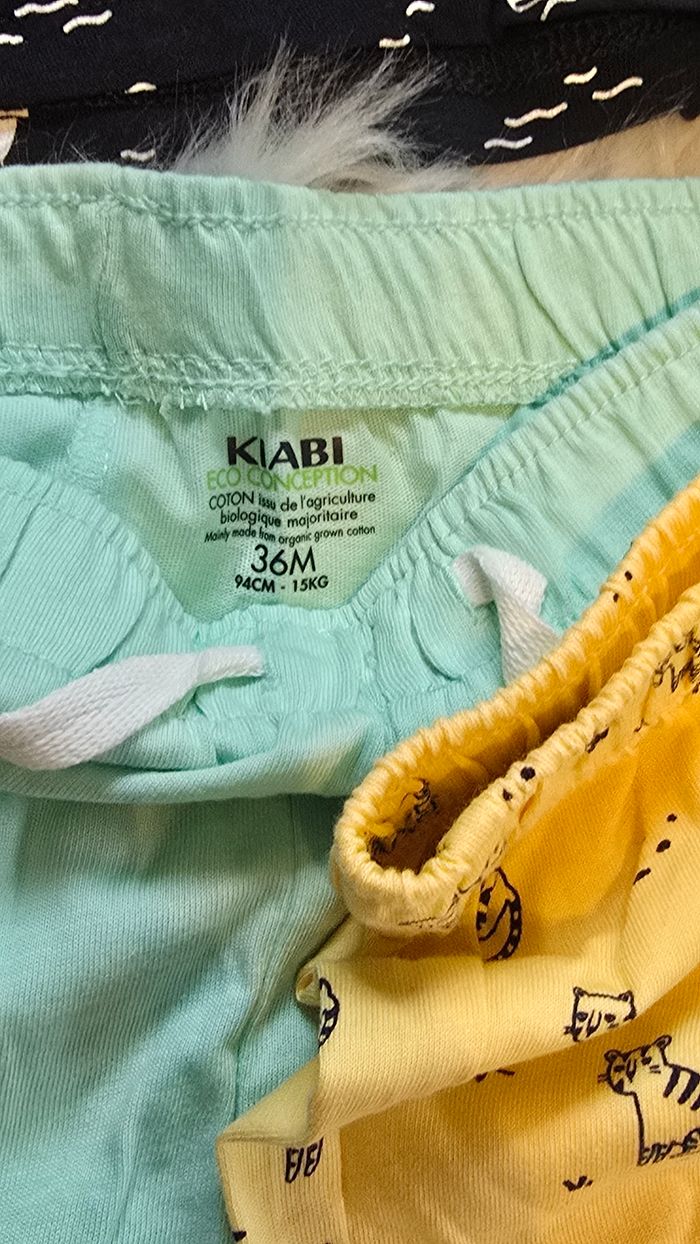 KIABI
ECO CONCEPTION
COTON issu de l'agriculture
biologique majoritaire
Mainly made from organic grown cotton
36M
94CM - 15KG